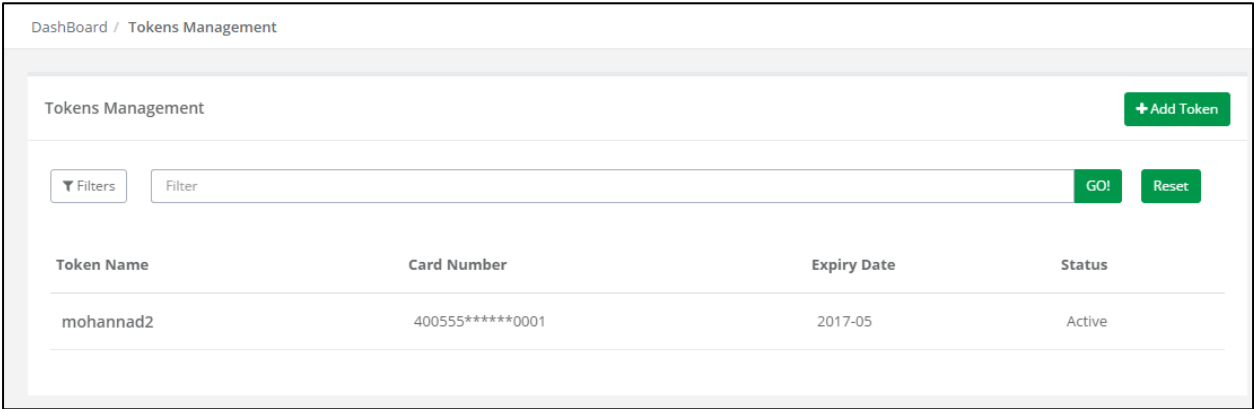 DashBoard / Tokens Management
Tokens Management
+ Add Token
Filters Filter GO! Reset
Token Name Card Number Expiry Date Status
mohannad2 400555******0001 2017-05 Active